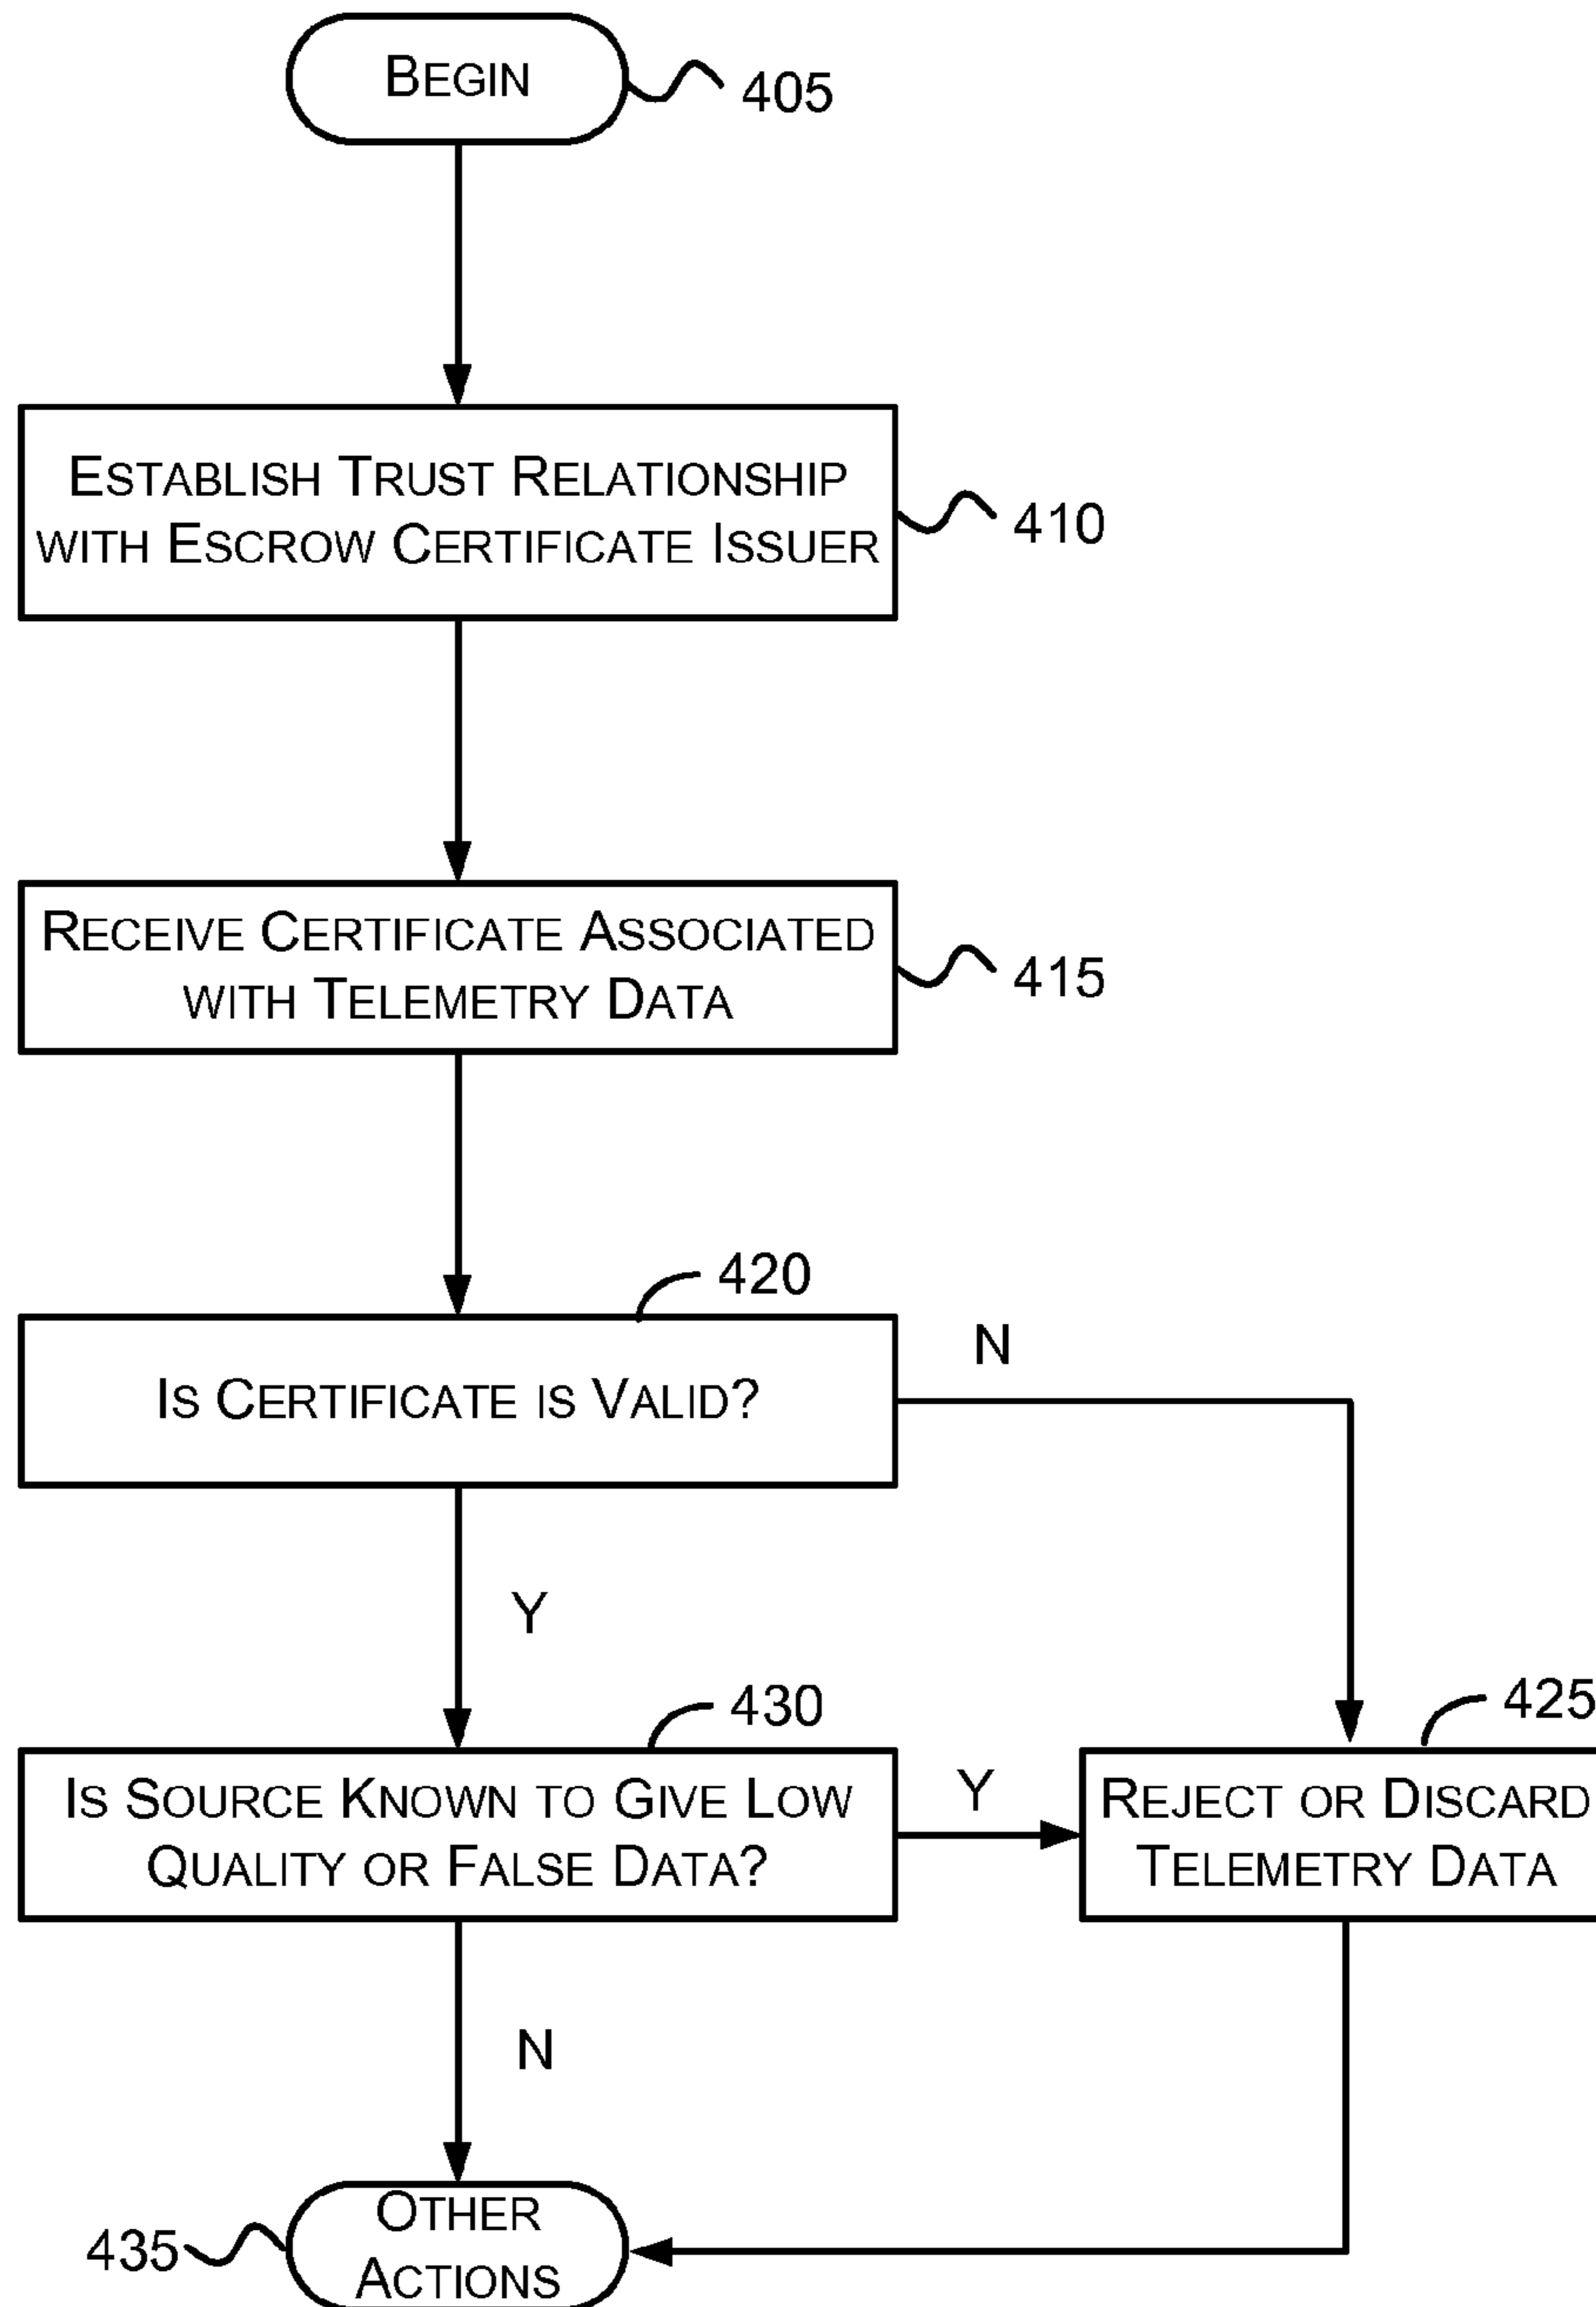 BEGIN
405
ESTABLISH TRUST RELATIONSHIP
WITH ESCROW CERTIFICATE ISSUER
410
RECEIVE CERTIFICATE ASSOCIATED
WITH TELEMETRY DATA
415
420
IS CERTIFICATE IS VALID?
N
Y
430
425
IS SOURCE KNOWN TO GIVE LOW
QUALITY OR FALSE DATA?
Y
REJECT OR DISCARD
TELEMETRY DATA
N
OTHER
ACTIONS
435